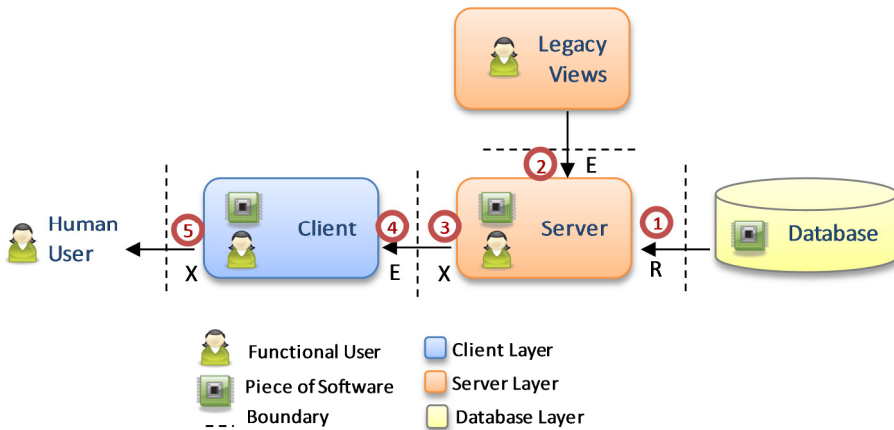 Legacy
Views
2
E
Human
User
5
X
Client
4
E
3
X
Server
1
R
Database
Functional User
Client Layer
Piece of Software
Server Layer
Boundary
Database Layer